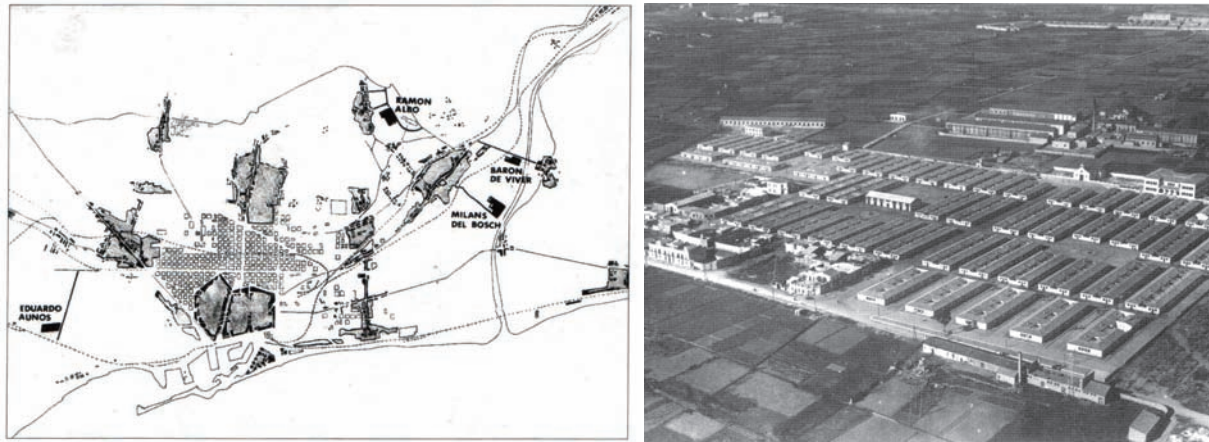 RAMON
ALBO
BARON
DE VIVER
MILANS
DEL BOSCH
EDUARDO
AUNOS